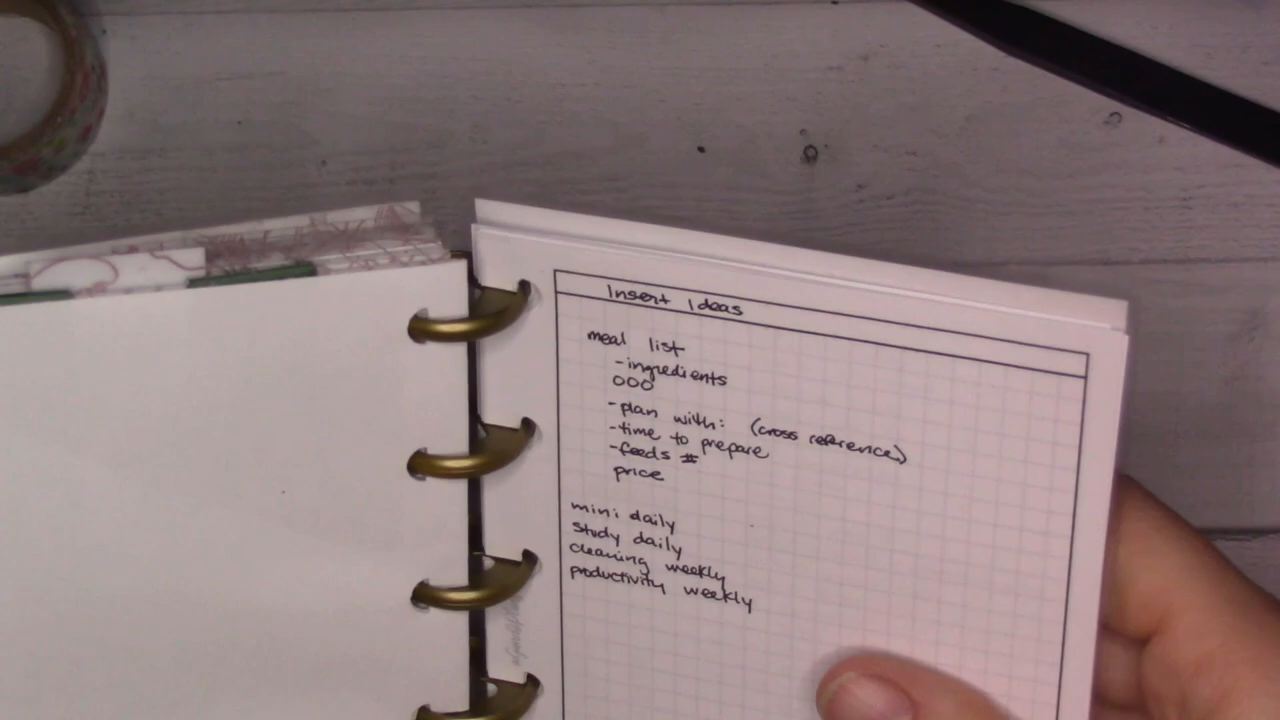 Insert Ideas
meal list
-ingredients
000
-plan with: (cross reference)
-time to prepare
-feeds #
price
mini daily
study daily
cleaning weekly
productivity weekly